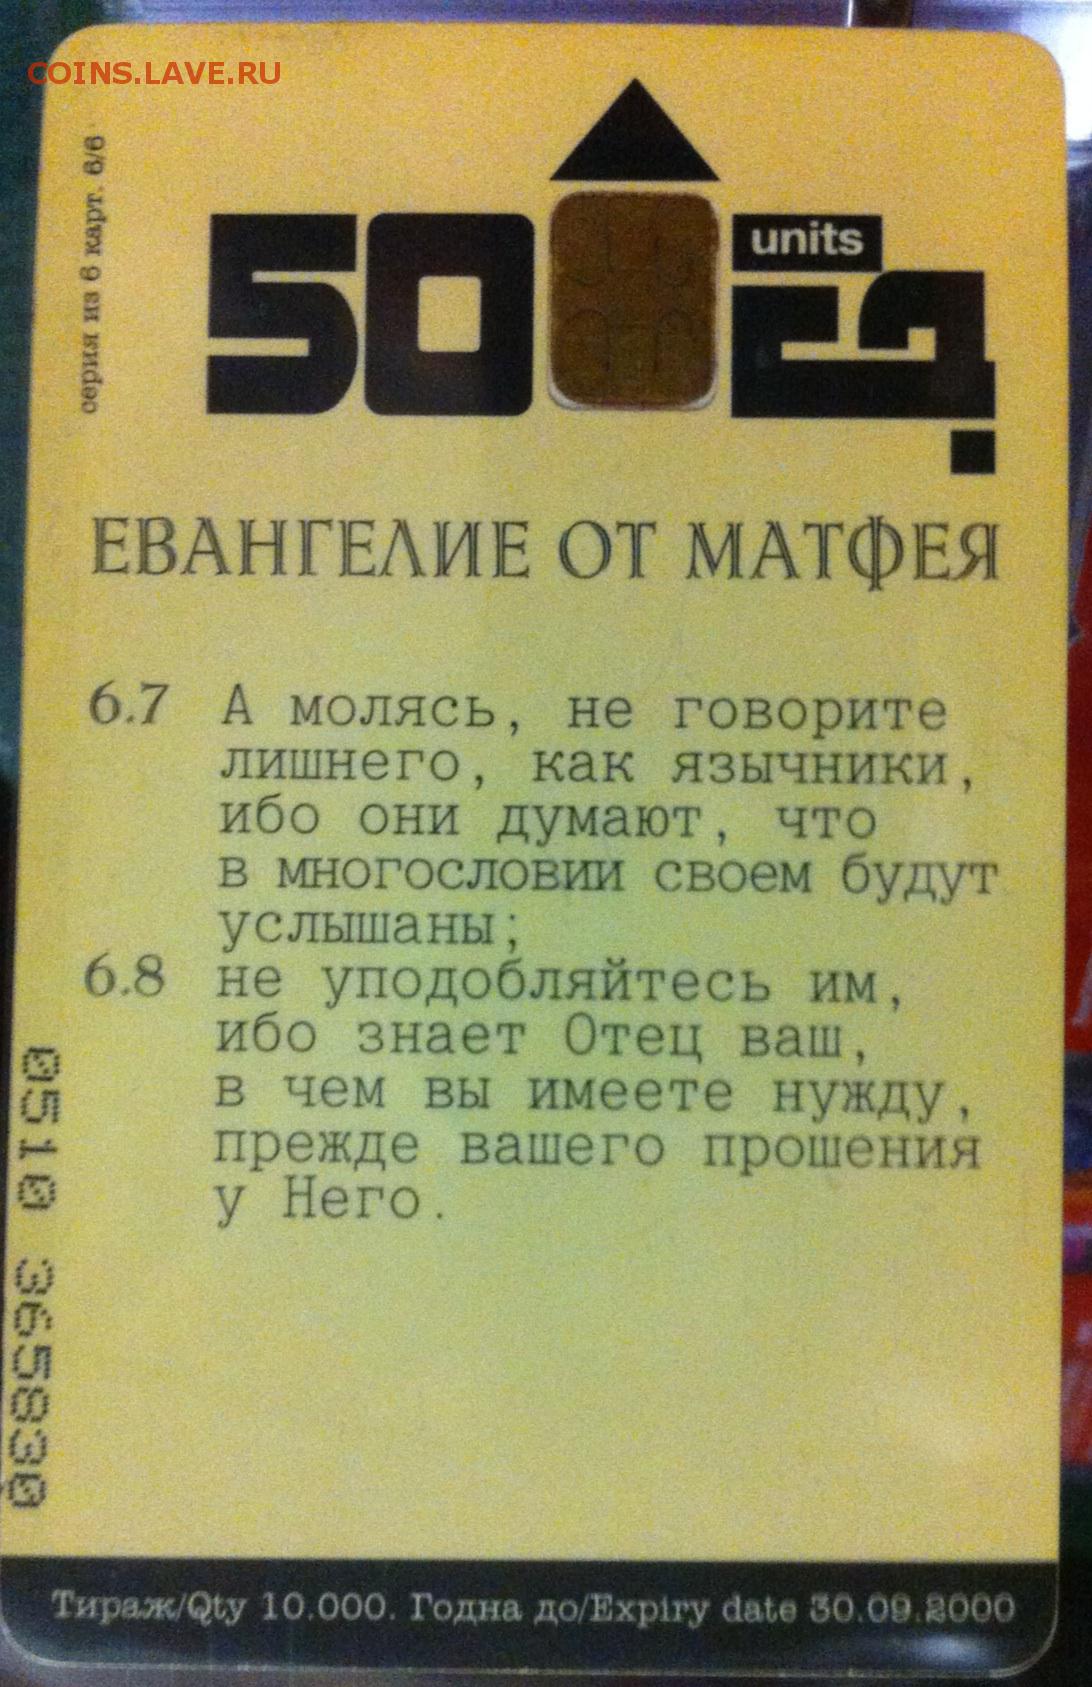 COINS.LAVE.RU
серия из 6 карт. 6/6
50 ед.
units
ЕВАНГЕЛИЕ ОТ МАТФЕЯ
6.7 А молясь, не говорите
лишнего, как язычники,
ибо они думают, что
в многословии своем будут
услышаны;
6.8 не уподобляйтесь им,
ибо знает Отец ваш,
в чем вы имеете нужду,
прежде вашего прошения
у Него.
0510 365830
Тираж/Qty 10.000. Годна до/Expiry date 30.09.2000